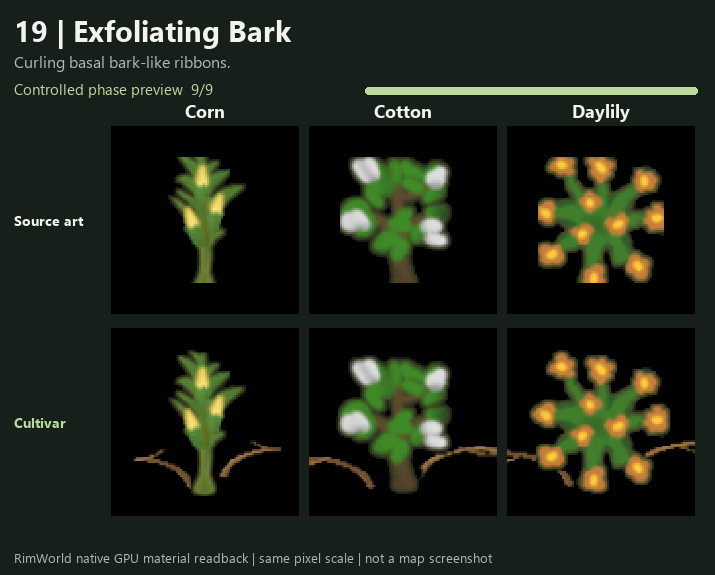 19 | Exfoliating Bark
Curling basal bark-like ribbons.
Controlled phase preview 9/9
Corn Cotton Daylily
Source art
Cultivar
RimWorld native GPU material readback | same pixel scale | not a map screenshot